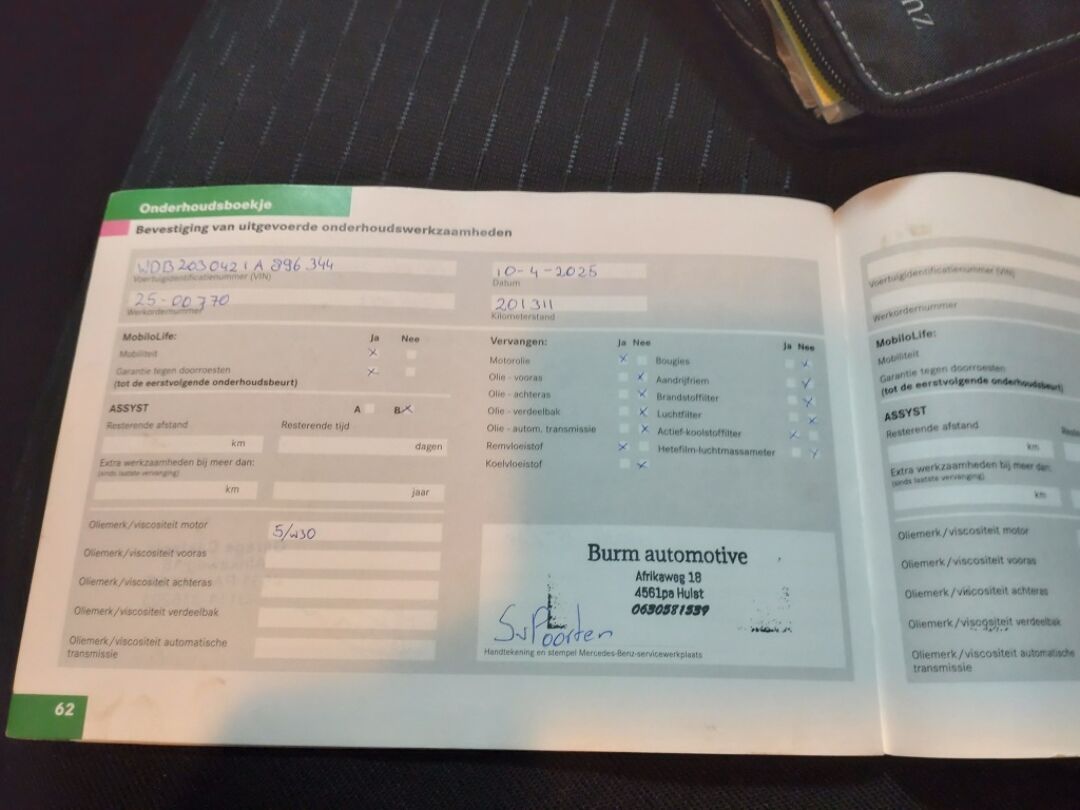 nz
Onderhoudsboekje
Bevestiging van uitgevoerde onderhoudswerkzaamheden
WDB 203 042 1 A 896 344
Voertuigidentificatienummer (VIN)
10-4-2025
Datum
25-00770
Werkordernummer
201311
Kilometerstand
MobiloLife:
Ja Nee
Mobiliteit X
Garantie tegen doorroesten X
(tot de eerstvolgende onderhoudsbeurt)
ASSYST
A B X
Resterende afstand
Resterende tijd
km
dagen
Extra werkzaamheden bij meer dan:
(sinds laatste vervanging)
km
jaar
Oliemerk/viscositeit motor
5/w30
Oliemerk/viscositeit vooras
Oliemerk/viscositeit achteras
Oliemerk/viscositeit verdeelbak
Oliemerk/viscositeit automatische
transmissie
Vervangen:
Ja Nee
Motorolie X
Olie - vooras X
Olie - achteras X
Olie - verdeelbak X
Olie - autom. transmissie X
Remvloeistof X
Koelvloeistof X
Ja Nee
Bougies X
Aandrijfriem X
Brandstoffilter X
Luchtfilter X
Actief-koolstoffilter X
Hetefilm-luchtmassameter X
Burm automotive
Afrikaweg 18
4561pa Hulst
0630581539
SvPoorten
Handtekening en stempel Mercedes-Benz-servicewerkplaats
62
Voertuigidentificatienummer (VIN)
Werkordernummer
MobiloLife:
Mobiliteit
Garantie tegen doorroesten
(tot de eerstvolgende onderhoudsbeurt)
ASSYST
Resterende afstand
km
Extra werkzaamheden bij meer dan:
(sinds laatste vervanging)
km
Oliemerk/viscositeit motor
Oliemerk/viscositeit vooras
Oliemerk/viscositeit achteras
Oliemerk/viscositeit verdeelbak
Oliemerk/viscositeit automatische
transmissie